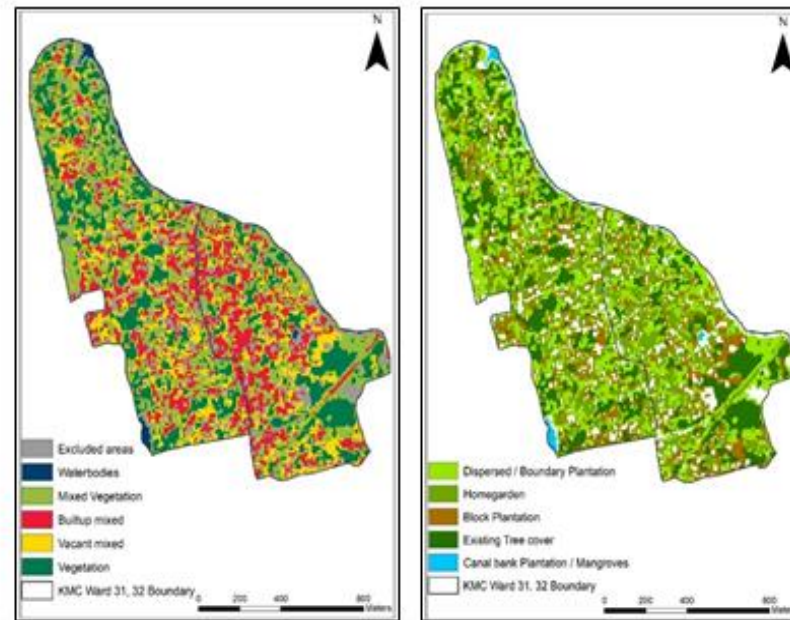 N
Excluded areas
Waterbodies
Mixed Vegetation
Builtup mixed
Vacant mixed
Vegetation
KMC Ward 31, 32 Boundary
0 200 400 800
Meters
N
Dispersed / Boundary Plantation
Homegarden
Block Plantation
Existing Tree cover
Canal bank Plantation / Mangroves
KMC Ward 31, 32 Boundary
0 200 400 800
Meters